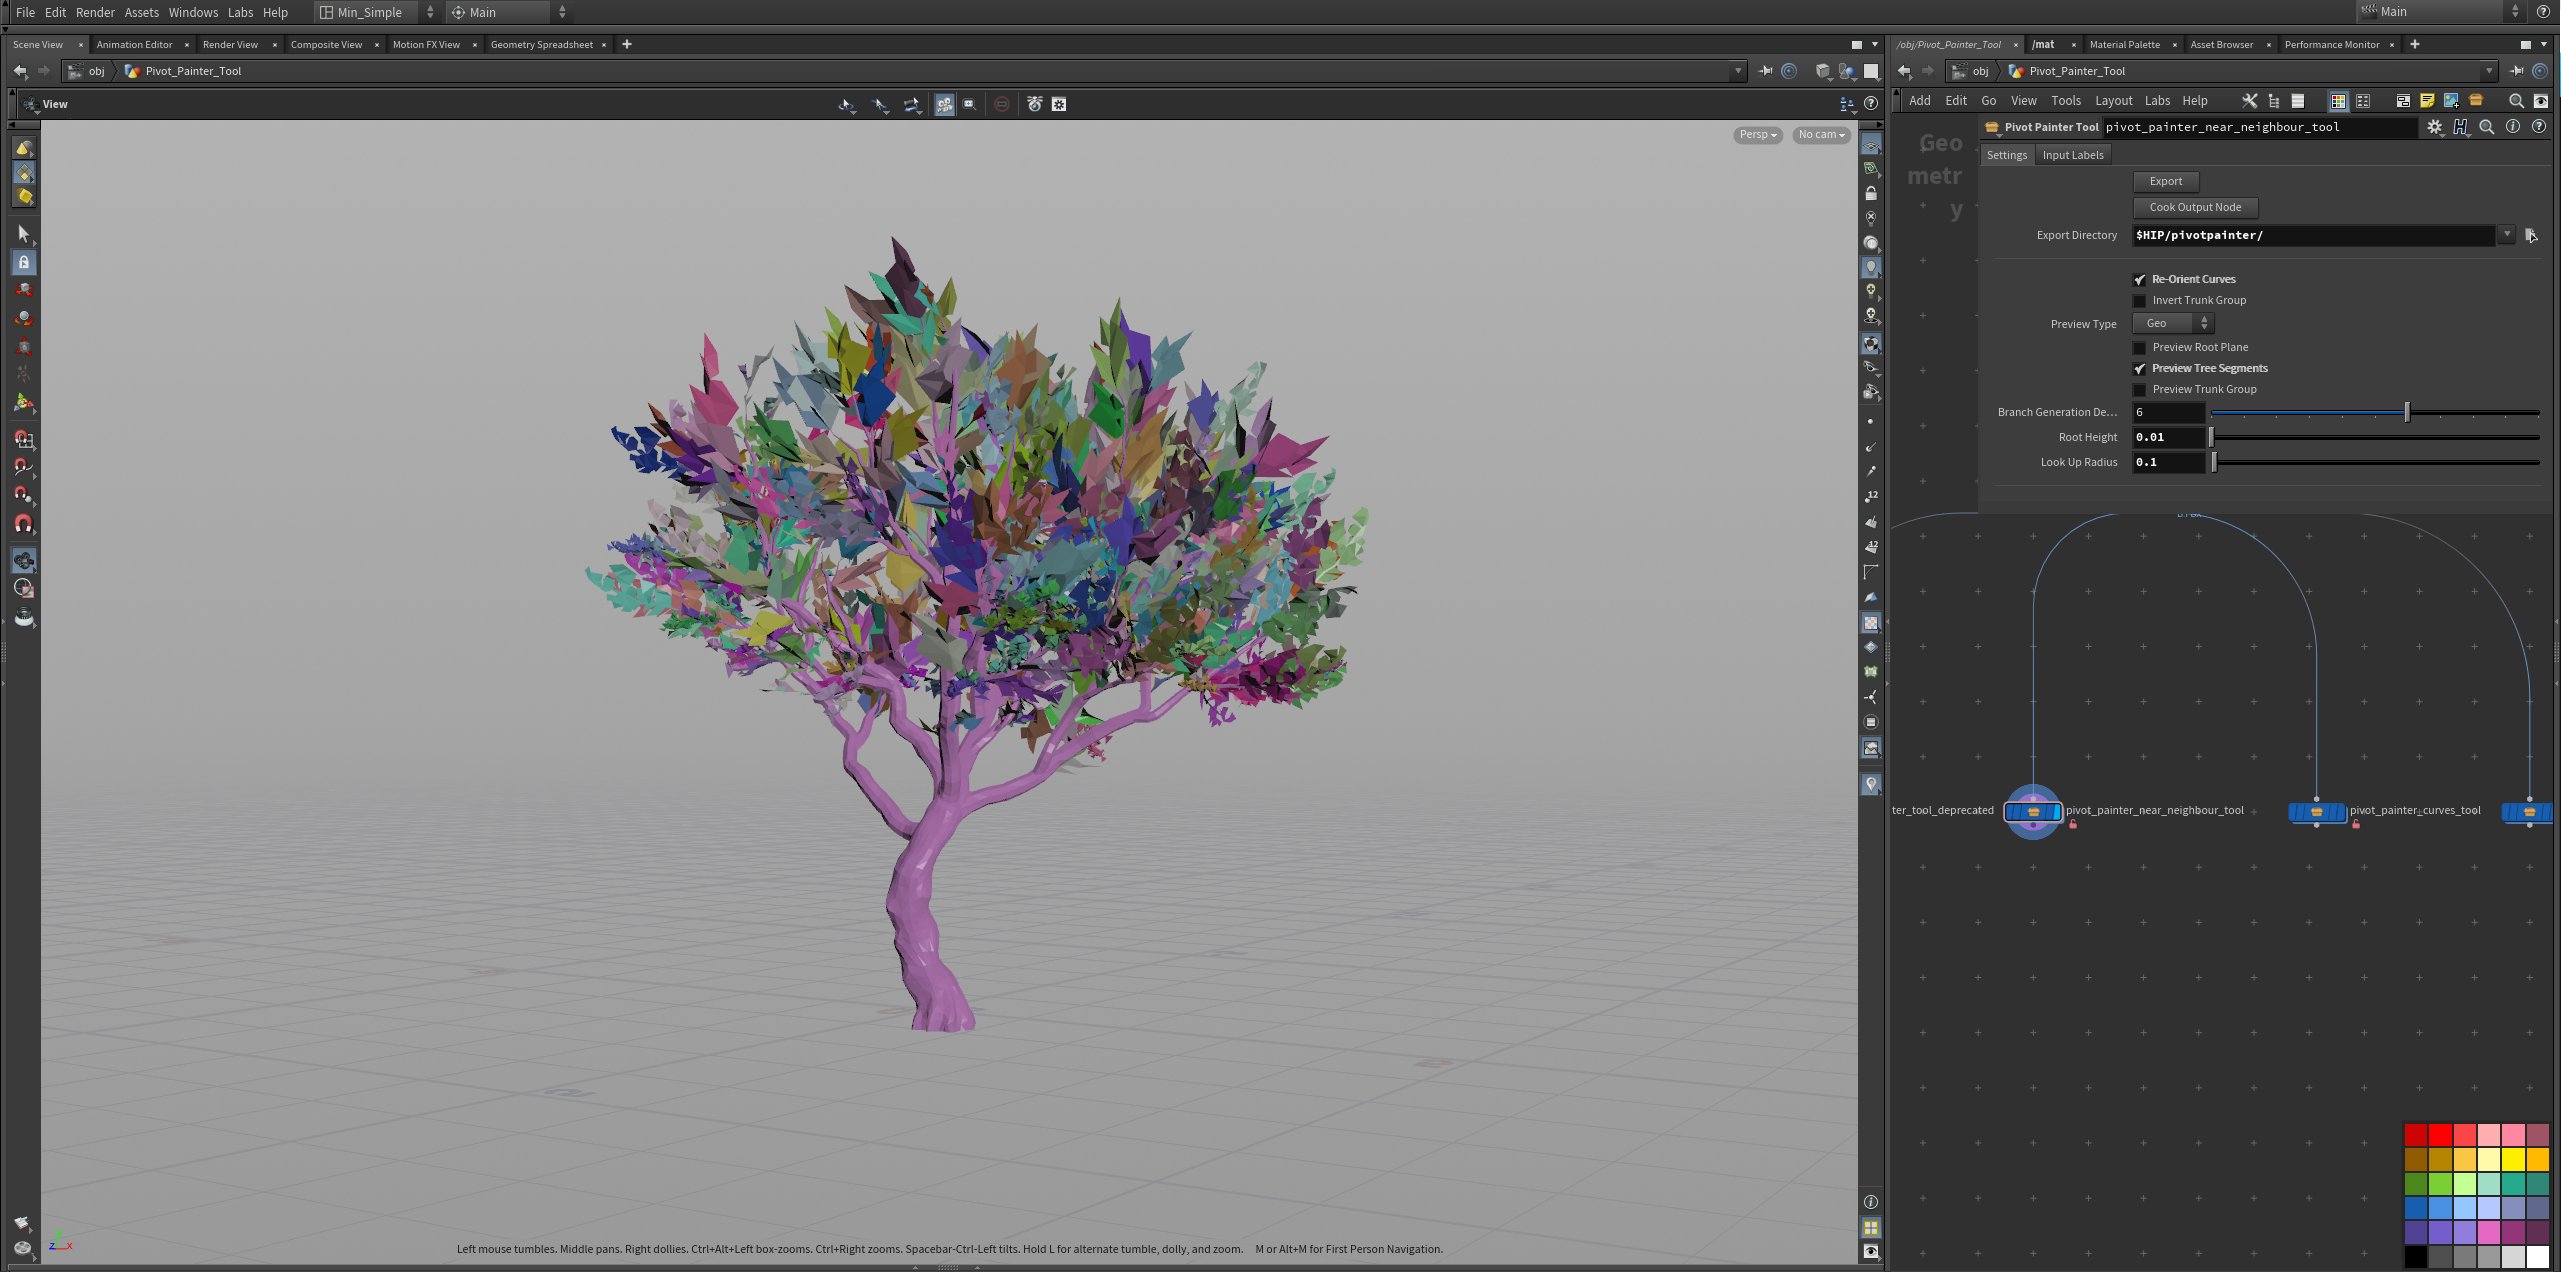 File Edit Render Assets Windows Labs Help Min_Simple Main Main
Scene View Animation Editor Render View Composite View Motion FX View Geometry Spreadsheet
/obj/Pivot_Painter_Tool /mat Material Palette Asset Browser Performance Monitor
obj Pivot_Painter_Tool
obj Pivot_Painter_Tool
View
Add Edit Go View Tools Layout Labs Help
Persp No cam
Geo
metr
y
Pivot Painter Tool pivot_painter_near_neighbour_tool
Settings Input Labels
Export
Cook Output Node
Export Directory $HIP/pivotpainter/
Re-Orient Curves
Invert Trunk Group
Preview Type Geo
Preview Root Plane
Preview Tree Segments
Preview Trunk Group
Branch Generation De... 6
Root Height 0.01
Look Up Radius 0.1
12
12
ter_tool_deprecated pivot_painter_near_neighbour_tool pivot_painter_curves_tool
z x
Left mouse tumbles. Middle pans. Right dollies. Ctrl+Alt+Left box-zooms. Ctrl+Right zooms. Spacebar-Ctrl-Left tilts. Hold L for alternate tumble, dolly, and zoom. M or Alt+M for First Person Navigation.